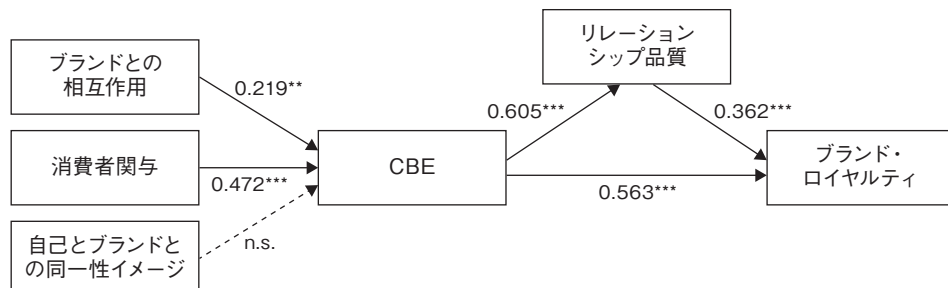 ブランドとの
相互作用
消費者関与
自己とブランドと
の同一性イメージ
0.219**
0.472***
n.s.
CBE
0.605***
リレーション
シップ品質
0.362***
0.563***
ブランド・
ロイヤルティ